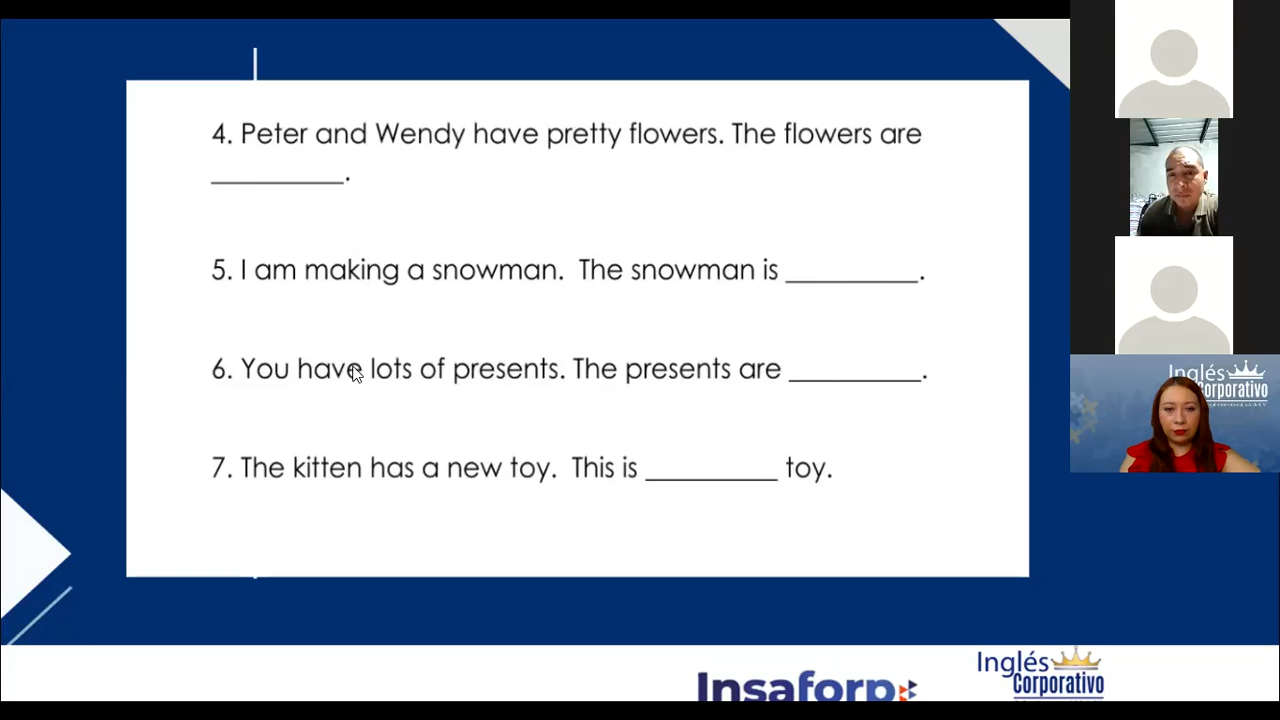 4. Peter and Wendy have pretty flowers. The flowers are
__________.
5. I am making a snowman.  The snowman is __________.
6. You have lots of presents. The presents are __________.
7. The kitten has a new toy.  This is __________ toy.
Inglés
Corporativo
Insaforp
Inglés
Corporativo